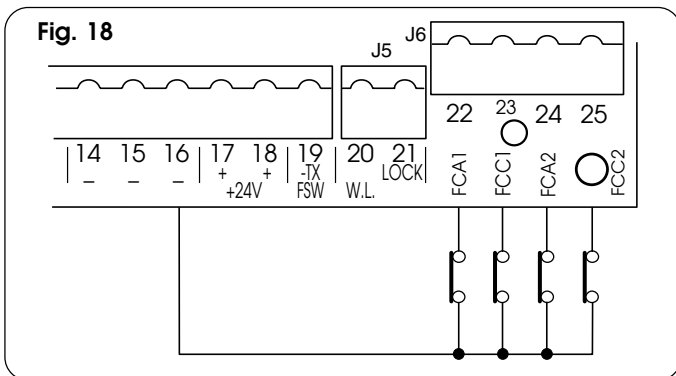 Fig. 18
J5
J6
22 23 24 25
14 15 16 17 18 19 20 21
– – – + + -TX LOCK
+24V FSW W.L.
FCA1 FCC1 FCA2 FCC2